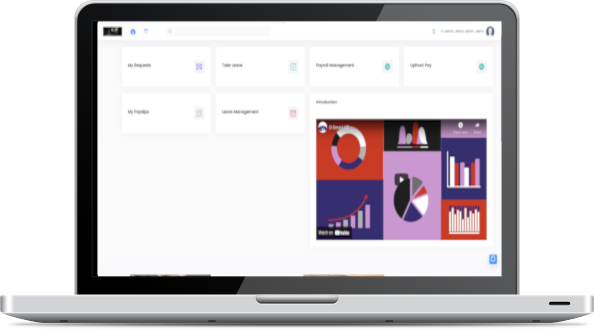 My Requests
Take Leave
Payroll Management
Upfront Pay
My Payslips
Leave Management
Introduction
Watch on YouTube